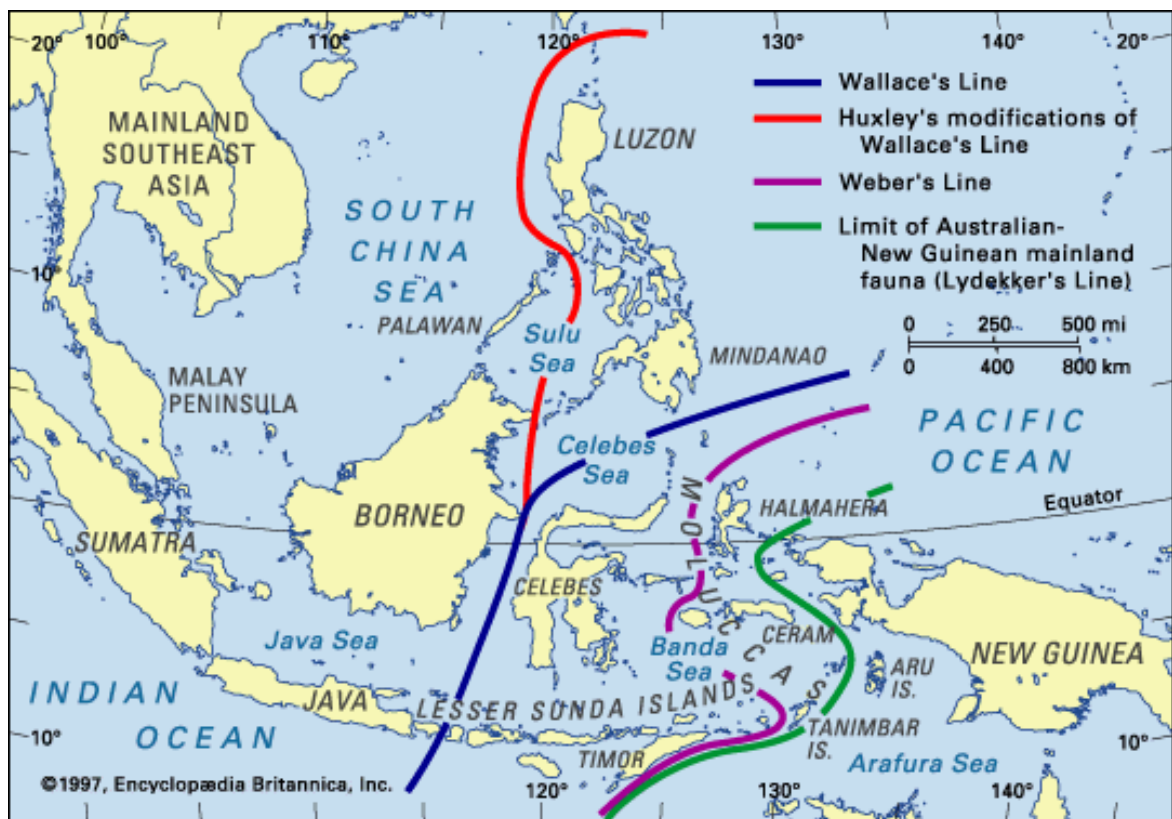 20° 100° 110° 120° 130° 140° 20°
Wallace's Line
Huxley's modifications of
Wallace's Line
Weber's Line
Limit of Australian-
New Guinean mainland
fauna (Lydekker's Line)
0 250 500 mi
0 400 800 km
MAINLAND
SOUTHEAST
ASIA
LUZON
SOUTH
CHINA
SEA
10°
PALAWAN
Sulu
Sea
MINDANAO
MALAY
PENINSULA
PACIFIC
OCEAN
Celebes
Sea
MOLUCCAS
HALMAHERA
Equator
BORNEO
SUMATRA
CELEBES
Java Sea
Banda
Sea
CERAM
NEW GUINEA
ARU
IS.
INDIAN
OCEAN
JAVA
LESSER SUNDA ISLANDS
TANIMBAR
IS.
10°
10°
TIMOR
Arafura Sea
©1997, Encyclopædia Britannica, Inc.
120° 130° 140°